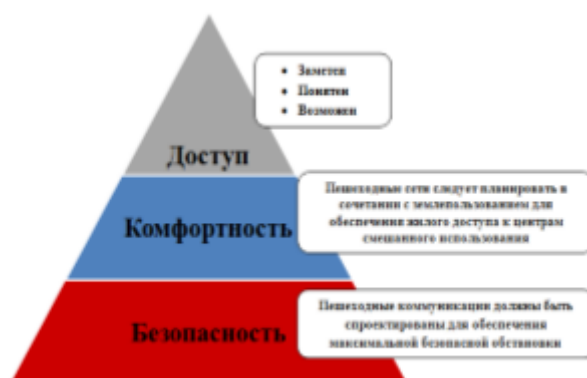 • Заметен
• Понятен
• Возможен
Доступ
Пешеходные сети следует планировать в
сочетании с землепользованием для
обеспечения жилого доступа к центрам
смешанного использования
Комфортность
Пешеходные коммуникации должны быть
спроектированы для обеспечения
максимальной безопасной обстановки
Безопасность